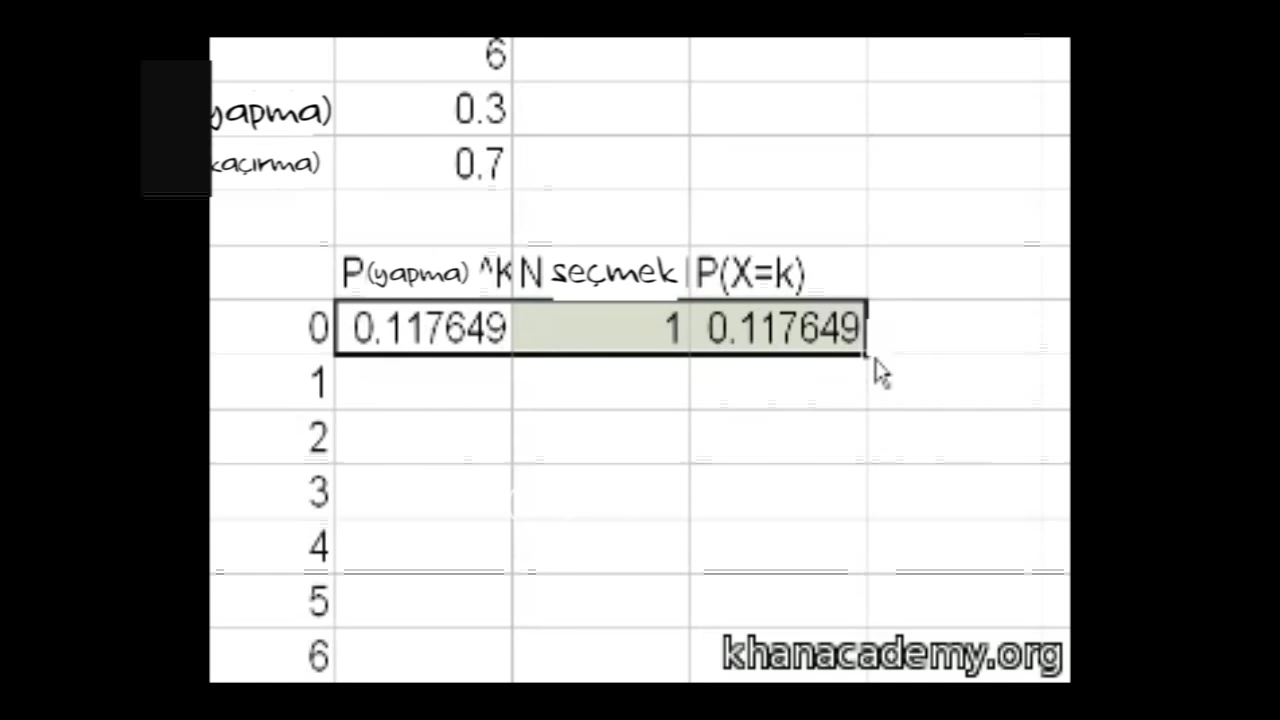 6
yapma) 0.3
kaçırma) 0.7
P(yapma) ^K N seçmek P(X=k)
0 0.117649 1 0.117649
1
2
3
4
5
6
khanacademy.org